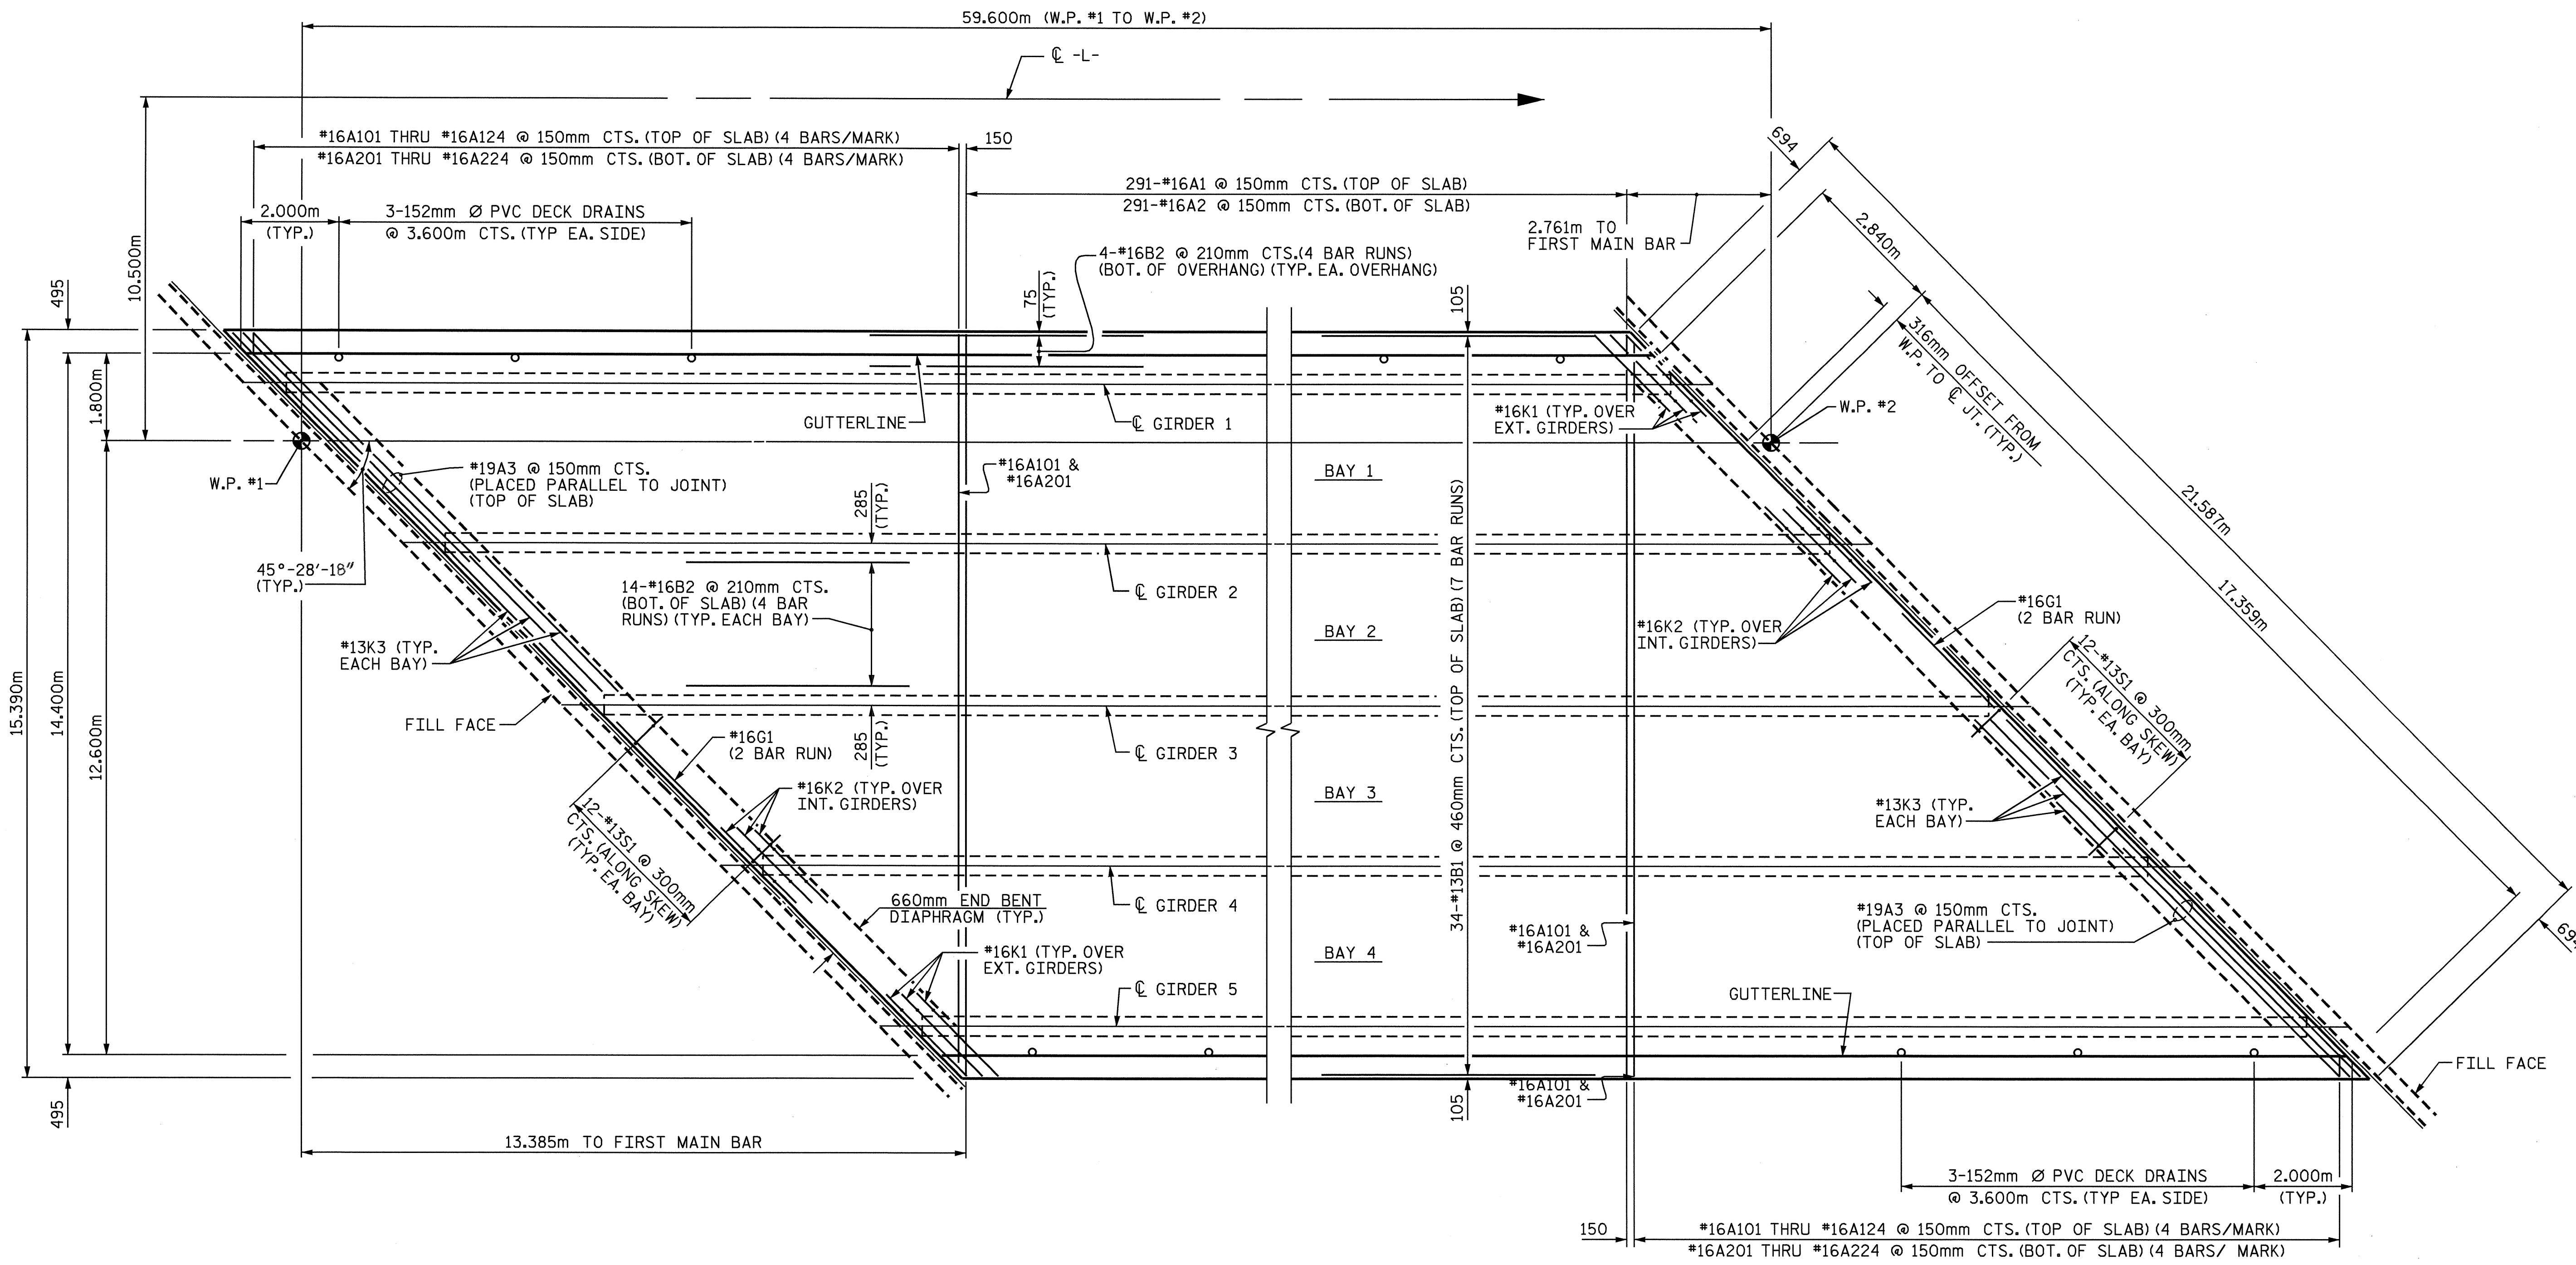 59.600m (W.P. #1 TO W.P. #2)
℄ -L-
#16A101 THRU #16A124 @ 150mm CTS. (TOP OF SLAB) (4 BARS/MARK)
#16A201 THRU #16A224 @ 150mm CTS. (BOT. OF SLAB) (4 BARS/MARK)
150
291-#16A1 @ 150mm CTS. (TOP OF SLAB)
291-#16A2 @ 150mm CTS. (BOT. OF SLAB)
2.761m TO
FIRST MAIN BAR
2.000m
(TYP.)
3-152mm Ø PVC DECK DRAINS
@ 3.600m CTS. (TYP EA. SIDE)
4-#16B2 @ 210mm CTS.(4 BAR RUNS)
(BOT. OF OVERHANG) (TYP. EA. OVERHANG)
75
(TYP.)
105
694
2.840m
316mm OFFSET FROM
W.P. TO ℄ JT. (TYP.)
21.587m
17.359m
694
10.500m
495
1.800m
15.390m
14.400m
12.600m
495
GUTTERLINE
℄ GIRDER 1
#16K1 (TYP. OVER
EXT. GIRDERS)
W.P. #2
W.P. #1
#19A3 @ 150mm CTS.
(PLACED PARALLEL TO JOINT)
(TOP OF SLAB)
#16A101 &
#16A201
BAY 1
285
(TYP.)
45°-28'-18"
(TYP.)
14-#16B2 @ 210mm CTS.
(BOT. OF SLAB) (4 BAR
RUNS) (TYP. EACH BAY)
℄ GIRDER 2
BAY 2
34-#13B1 @ 460mm CTS. (TOP OF SLAB) (7 BAR RUNS)
#16K2 (TYP. OVER
INT. GIRDERS)
#16G1
(2 BAR RUN)
12-#13S1 @ 300mm
CTS. (ALONG SKEW)
(TYP. EA. BAY)
#13K3 (TYP.
EACH BAY)
FILL FACE
#16G1
(2 BAR RUN)
285
(TYP.)
℄ GIRDER 3
BAY 3
#16K2 (TYP. OVER
INT. GIRDERS)
#13K3 (TYP.
EACH BAY)
12-#13S1 @ 300mm
CTS. (ALONG SKEW)
(TYP. EA. BAY)
660mm END BENT
DIAPHRAGM (TYP.)
℄ GIRDER 4
#16A101 &
#16A201
#19A3 @ 150mm CTS.
(PLACED PARALLEL TO JOINT)
(TOP OF SLAB)
#16K1 (TYP. OVER
EXT. GIRDERS)
BAY 4
℄ GIRDER 5
GUTTERLINE
FILL FACE
105
#16A101 &
#16A201
13.385m TO FIRST MAIN BAR
3-152mm Ø PVC DECK DRAINS
@ 3.600m CTS. (TYP EA. SIDE)
2.000m
(TYP.)
150
#16A101 THRU #16A124 @ 150mm CTS. (TOP OF SLAB) (4 BARS/MARK)
#16A201 THRU #16A224 @ 150mm CTS. (BOT. OF SLAB) (4 BARS/ MARK)